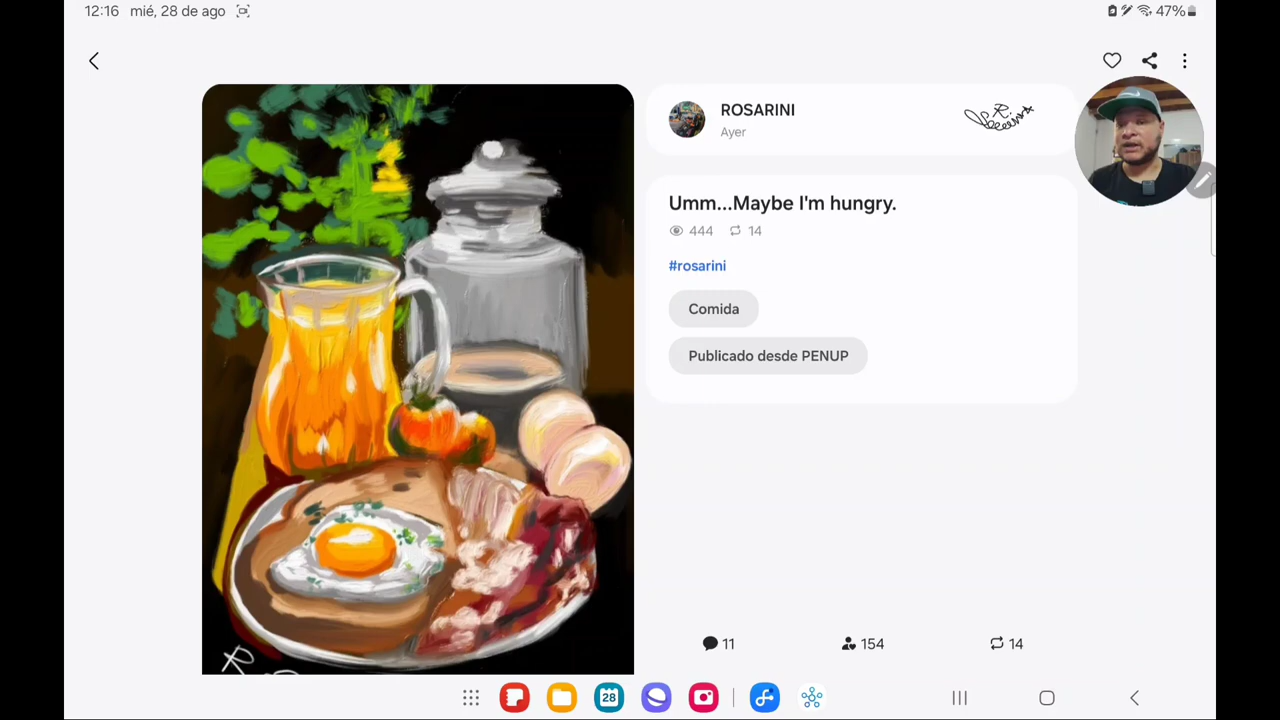 12:16 mié, 28 de ago
47%
ROSARINI
Ayer
Umm...Maybe I'm hungry.
444 14
#rosarini
Comida
Publicado desde PENUP
11 154 14
28